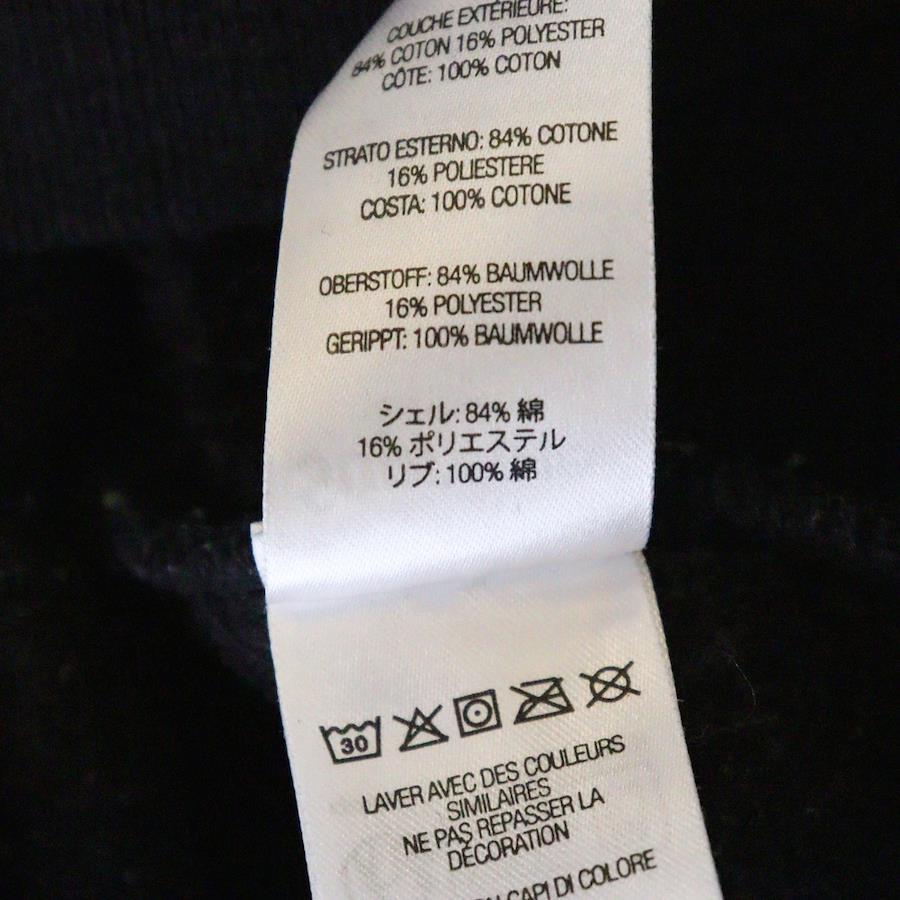 COUCHE EXTÉRIEURE:
84% COTON 16% POLYESTER
CÔTE: 100% COTON
STRATO ESTERNO: 84% COTONE
16% POLIESTERE
COSTA: 100% COTONE
OBERSTOFF: 84% BAUMWOLLE
16% POLYESTER
GERIPPT: 100% BAUMWOLLE
シェル: 84% 綿
16% ポリエステル
リブ: 100% 綿
30
LAVER AVEC DES COULEURS
SIMILAIRES
NE PAS REPASSER LA
DÉCORATION
CAPI DI COLORE